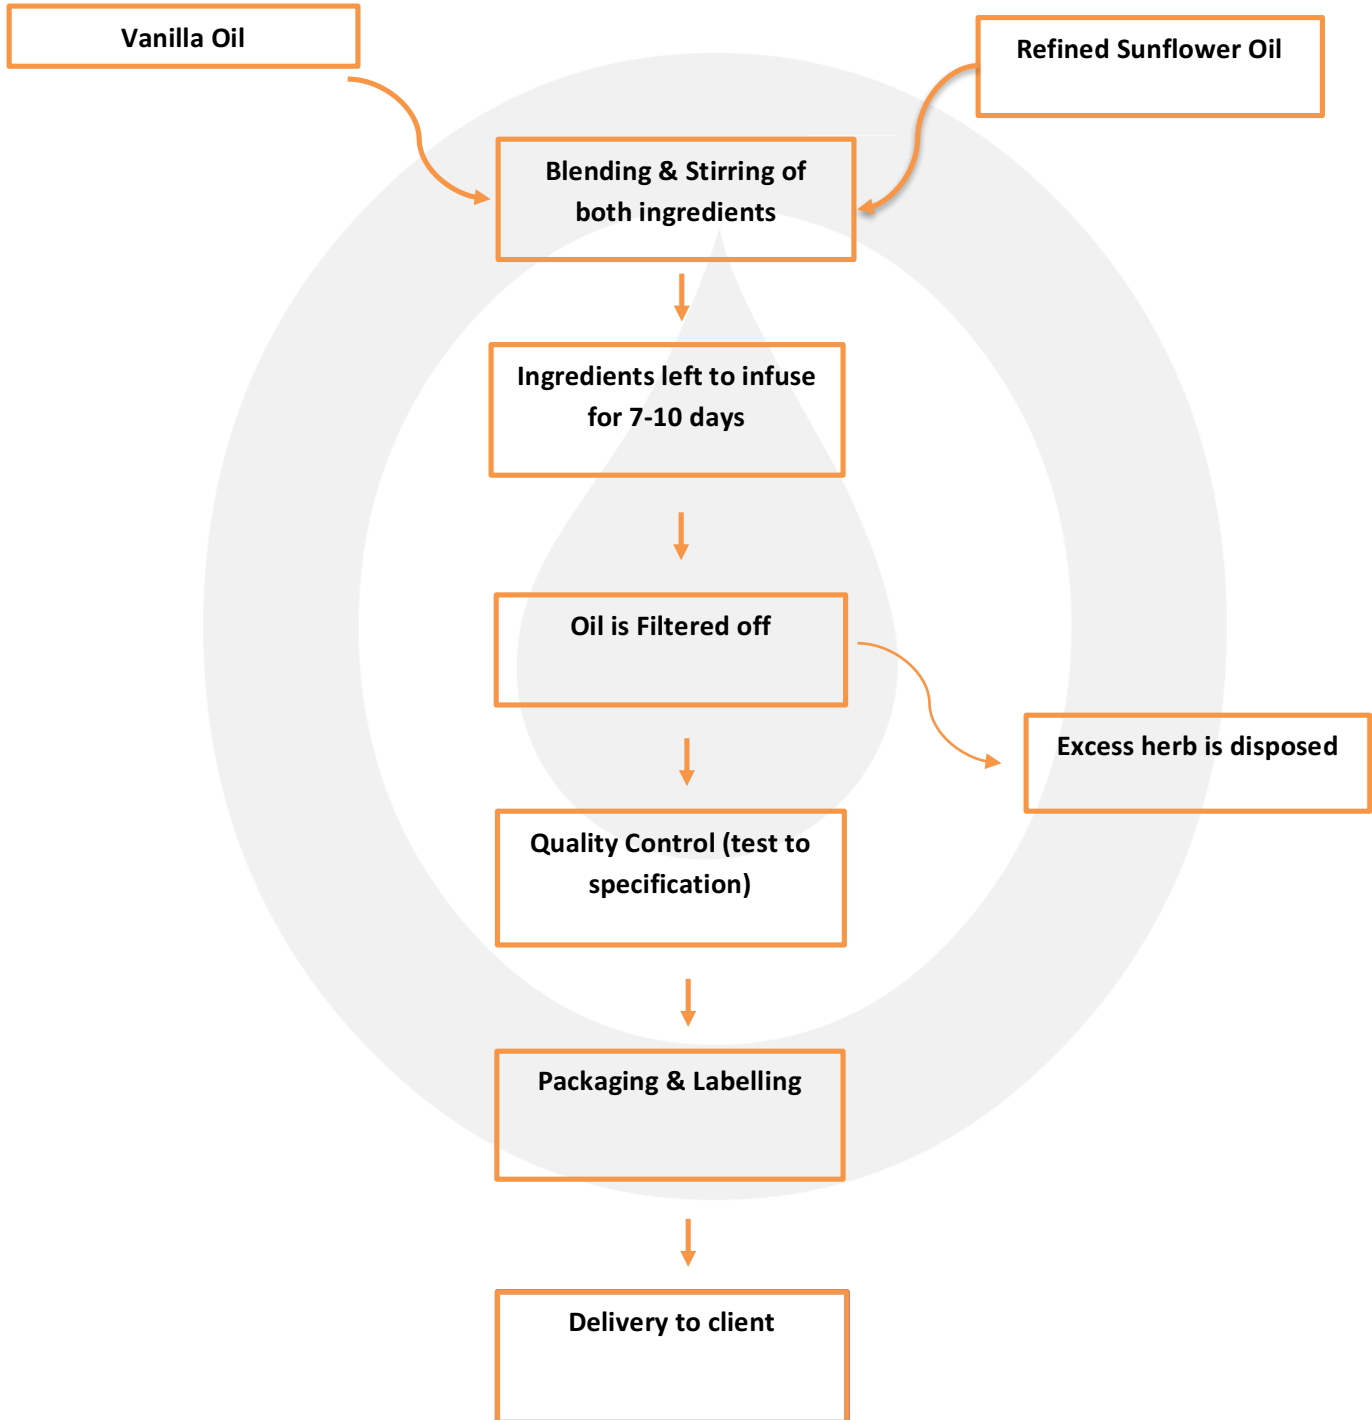 Vanilla Oil
Refined Sunflower Oil
Blending & Stirring of
both ingredients
Ingredients left to infuse
for 7-10 days
Oil is Filtered off
Excess herb is disposed
Quality Control (test to
specification)
Packaging & Labelling
Delivery to client